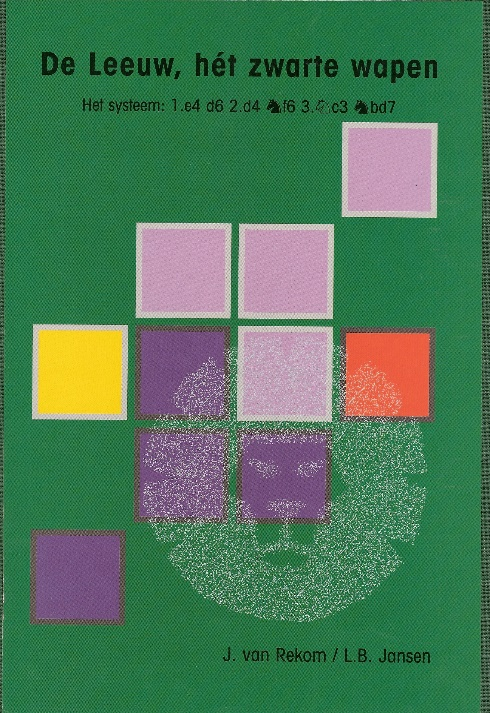 De Leeuw, hét zwarte wapen
Het systeem: 1.e4 d6 2.d4 ♞f6 3.♘c3 ♞bd7
J. van Rekom / L.B. Jansen